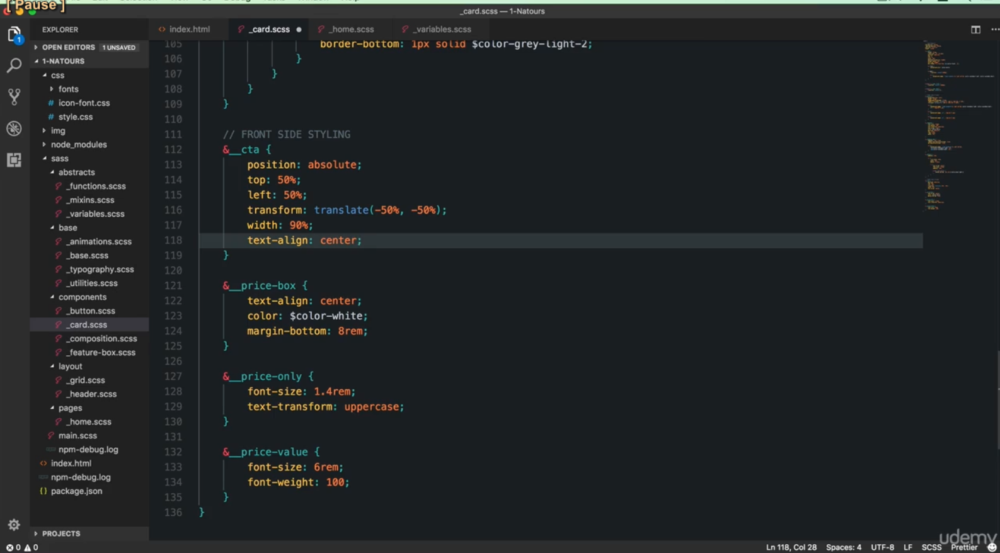 [ Pause ]
_card.scss — 1-Natours
EXPLORER
index.html
_card.scss
_home.scss
_variables.scss
OPEN EDITORS 1 UNSAVED
1-NATOURS
css
fonts
icon-font.css
style.css
img
node_modules
sass
abstracts
_functions.scss
_mixins.scss
_variables.scss
base
_animations.scss
_base.scss
_typography.scss
_utilities.scss
components
_button.scss
_card.scss
_composition.scss
_feature-box.scss
layout
_grid.scss
_header.scss
pages
_home.scss
main.scss
npm-debug.log
index.html
npm-debug.log
package.json
PROJECTS
105 border-bottom: 1px solid $color-grey-light-2;
106 }
107 }
108 }
109 }
110
111 // FRONT SIDE STYLING
112 &__cta {
113 position: absolute;
114 top: 50%;
115 left: 50%;
116 transform: translate(-50%, -50%);
117 width: 90%;
118 text-align: center;
119 }
120
121 &__price-box {
122 text-align: center;
123 color: $color-white;
124 margin-bottom: 8rem;
125 }
126
127 &__price-only {
128 font-size: 1.4rem;
129 text-transform: uppercase;
130 }
131
132 &__price-value {
133 font-size: 6rem;
134 font-weight: 100;
135 }
136 }
udemy
0 0 Ln 118, Col 28 Spaces: 4 UTF-8 LF SCSS Prettier